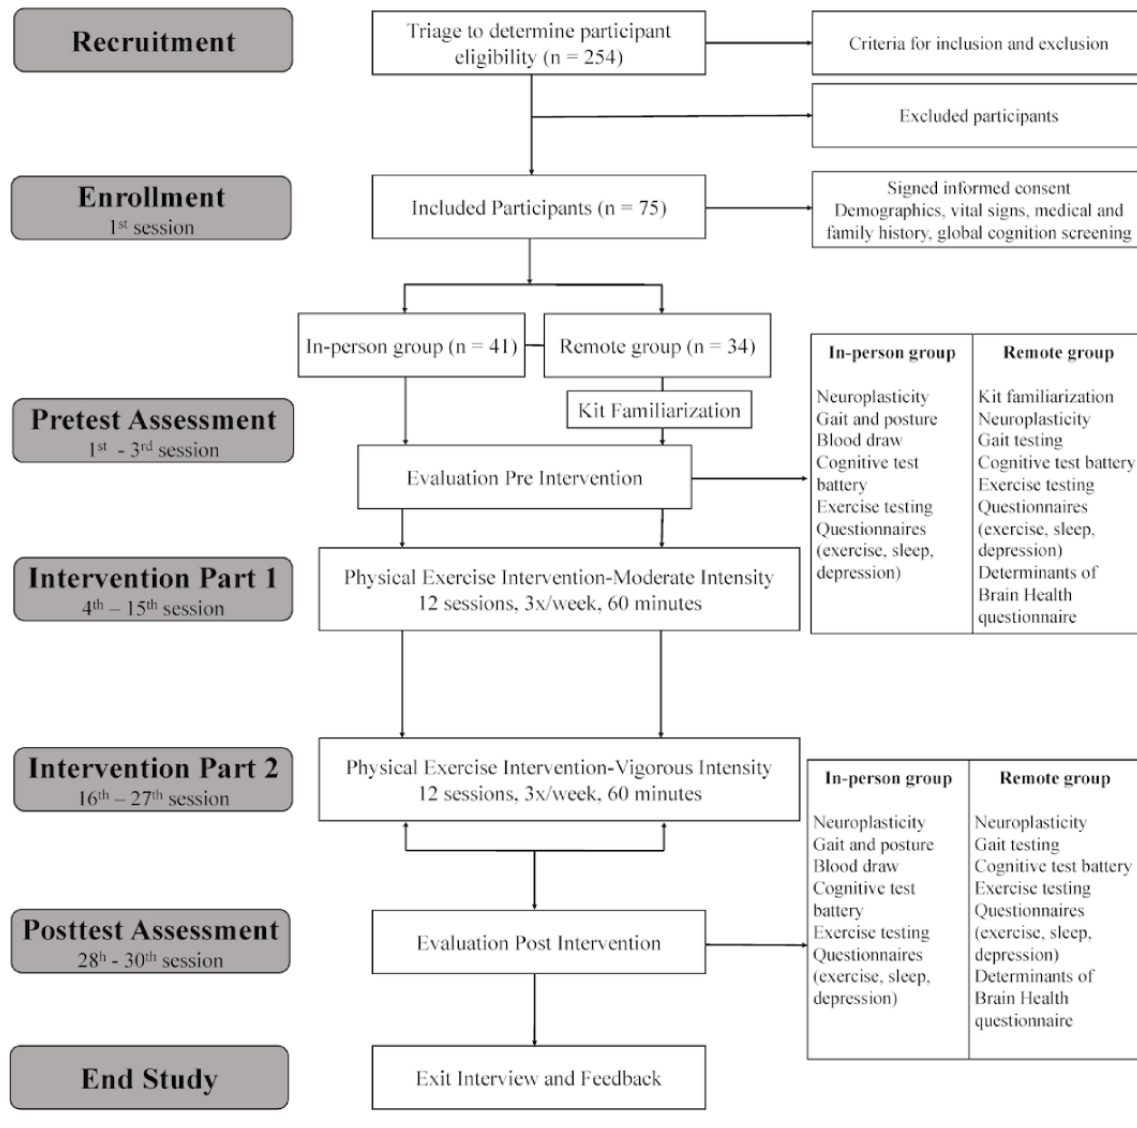 Recruitment
Triage to determine participant
eligibility (n = 254)
Criteria for inclusion and exclusion
Excluded participants
Enrollment
1st session
Included Participants (n = 75)
Signed informed consent
Demographics, vital signs, medical and
family history, global cognition screening
In-person group (n = 41)
Remote group (n = 34)
Kit Familiarization
Pretest Assessment
1st - 3rd session
Evaluation Pre Intervention
In-person group
Neuroplasticity
Gait and posture
Blood draw
Cognitive test
battery
Exercise testing
Questionnaires
(exercise, sleep,
depression)
Remote group
Kit familiarization
Neuroplasticity
Gait testing
Cognitive test battery
Exercise testing
Questionnaires
(exercise, sleep,
depression)
Determinants of
Brain Health
questionnaire
Intervention Part 1
4th – 15th session
Physical Exercise Intervention-Moderate Intensity
12 sessions, 3x/week, 60 minutes
Intervention Part 2
16th – 27th session
Physical Exercise Intervention-Vigorous Intensity
12 sessions, 3x/week, 60 minutes
In-person group
Neuroplasticity
Gait and posture
Blood draw
Cognitive test
battery
Exercise testing
Questionnaires
(exercise, sleep,
depression)
Remote group
Neuroplasticity
Gait testing
Cognitive test battery
Exercise testing
Questionnaires
(exercise, sleep,
depression)
Determinants of
Brain Health
questionnaire
Posttest Assessment
28h - 30th session
Evaluation Post Intervention
End Study
Exit Interview and Feedback